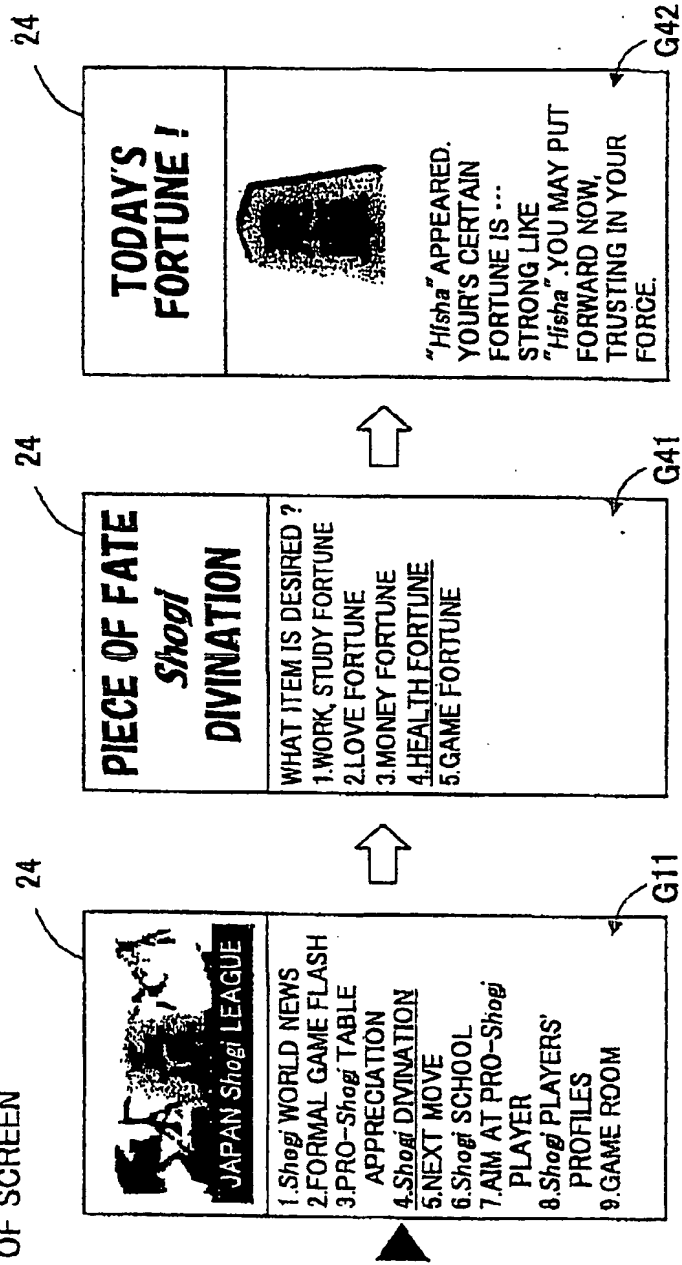 OF SCREEN
24
JAPAN Shogi LEAGUE
1.Shogi WORLD NEWS
2.FORMAL GAME FLASH
3.PRO-Shogi TABLE
APPRECIATION
4.Shogi DIVINATION
5.NEXT MOVE
6.Shogi SCHOOL
7.AIM AT PRO-Shogi
PLAYER
8.Shogi PLAYERS'
PROFILES
9.GAME ROOM
G11
24
PIECE OF FATE
Shogi
DIVINATION
WHAT ITEM IS DESIRED ?
1.WORK, STUDY FORTUNE
2.LOVE FORTUNE
3.MONEY FORTUNE
4.HEALTH FORTUNE
5.GAME FORTUNE
G41
24
TODAY'S
FORTUNE !
"Hisha" APPEARED.
YOUR'S CERTAIN
FORTUNE IS ...
STRONG LIKE
"Hisha".YOU MAY PUT
FORWARD NOW,
TRUSTING IN YOUR
FORCE.
G42